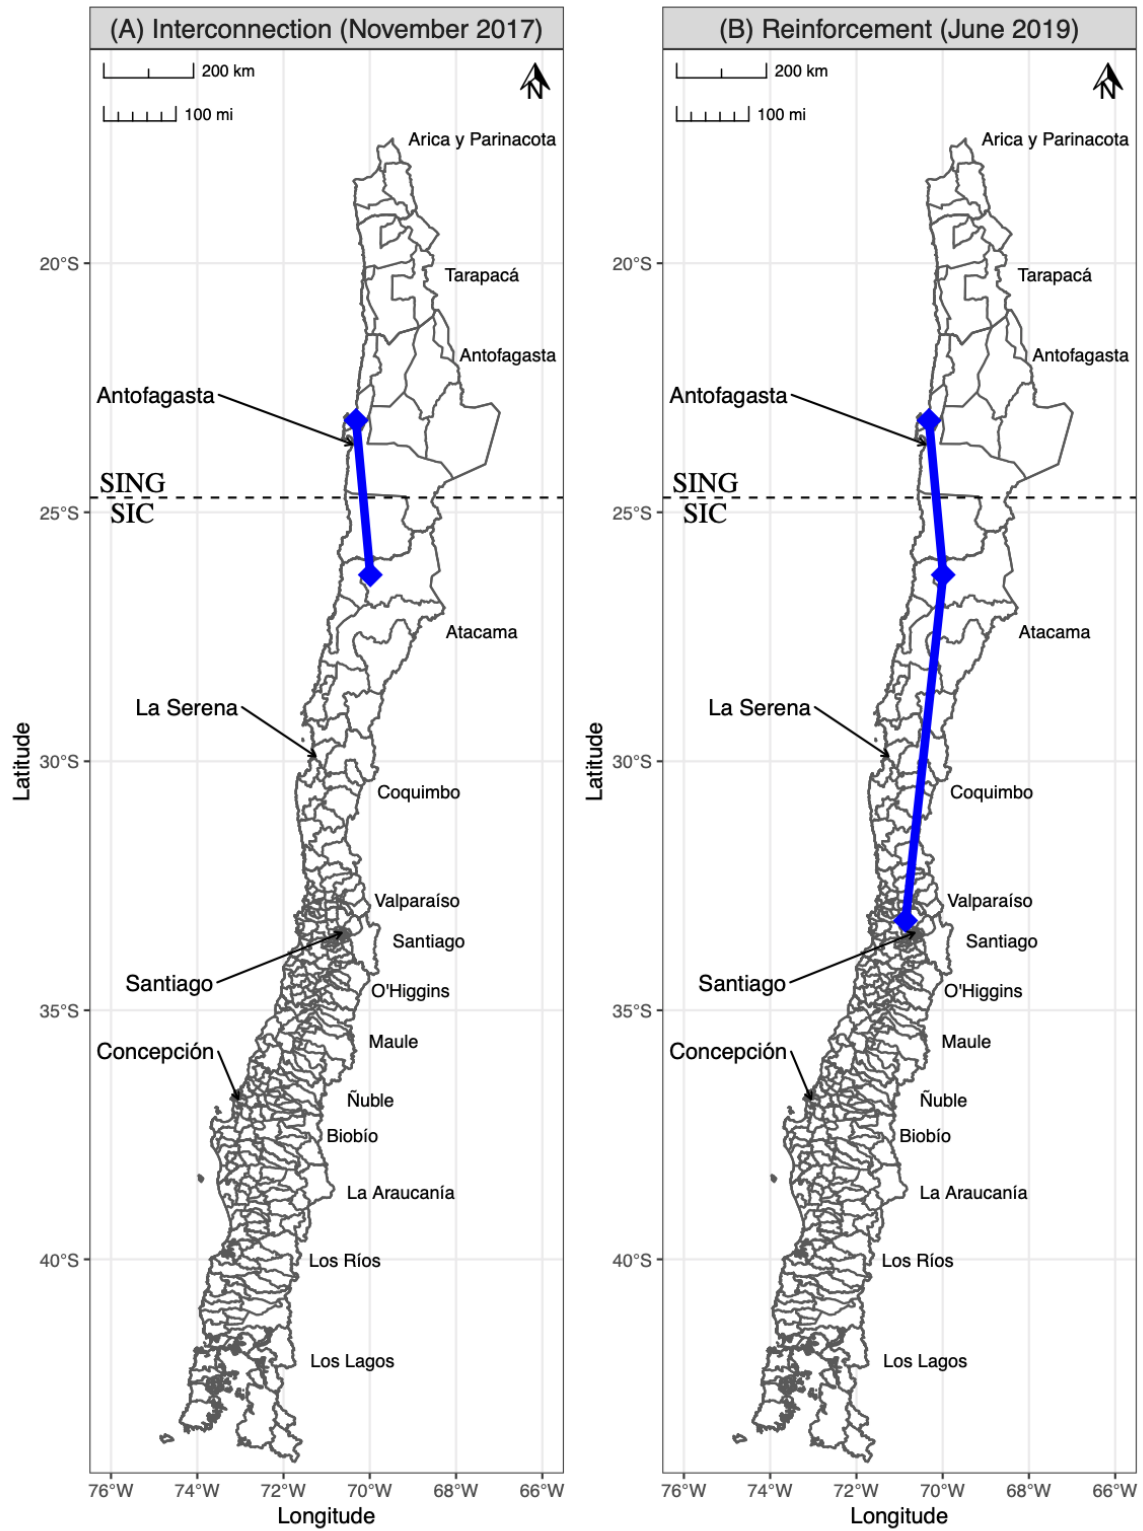 (A) Interconnection (November 2017)
200 km
100 mi
N
Arica y Parinacota
20°S
Tarapacá
Antofagasta
Antofagasta
SING
SIC
25°S
Atacama
La Serena
30°S
Coquimbo
Valparaíso
Santiago
Santiago
O'Higgins
35°S
Maule
Concepción
Ñuble
Biobío
La Araucanía
40°S
Los Ríos
Los Lagos
76°W 74°W 72°W 70°W 68°W 66°W
Longitude
Latitude
(B) Reinforcement (June 2019)
200 km
100 mi
N
Arica y Parinacota
20°S
Tarapacá
Antofagasta
Antofagasta
SING
SIC
25°S
Atacama
La Serena
30°S
Coquimbo
Valparaíso
Santiago
Santiago
O'Higgins
35°S
Maule
Concepción
Ñuble
Biobío
La Araucanía
40°S
Los Ríos
Los Lagos
76°W 74°W 72°W 70°W 68°W 66°W
Longitude
Latitude